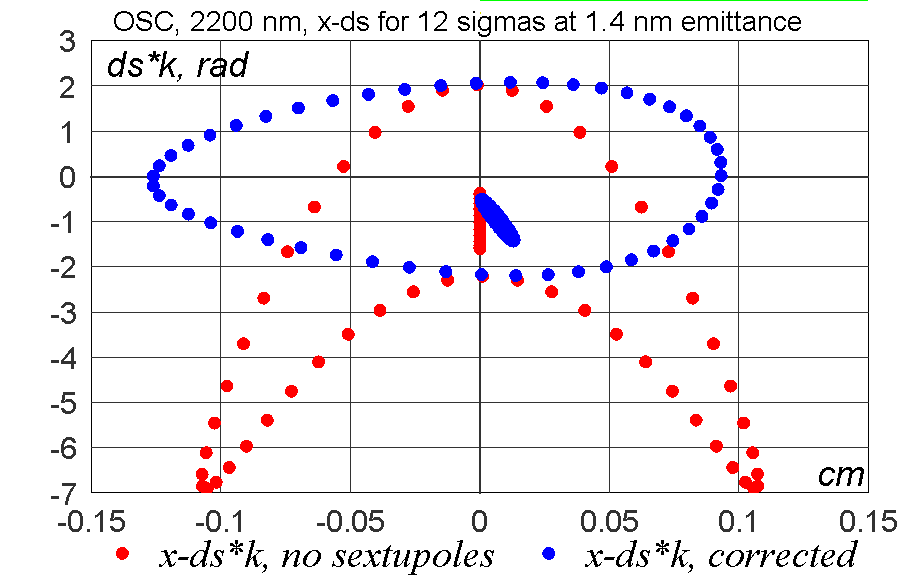 OSC, 2200 nm, x-ds for 12 sigmas at 1.4 nm emittance
3
ds*k, rad
2
1
0
-1
-2
-3
-4
-5
-6
cm
-7
-0.15 -0.1 -0.05 0 0.05 0.1 0.15
x-ds*k, no sextupoles x-ds*k, corrected